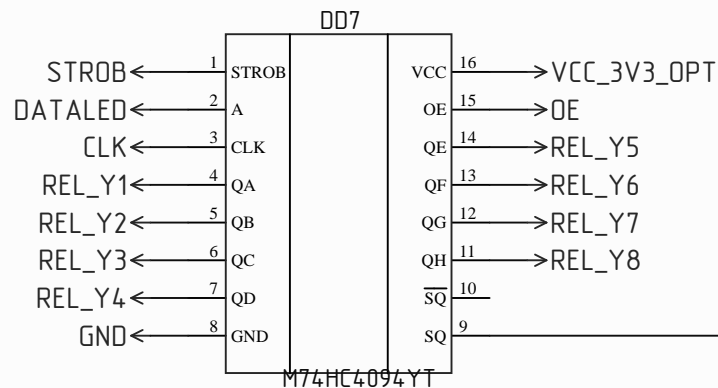 DD7
STROB 1 STROB VCC 16 VCC_3V3_OPT
DATALED 2 A OE 15 OE
CLK 3 CLK QE 14 REL_Y5
REL_Y1 4 QA QF 13 REL_Y6
REL_Y2 5 QB QG 12 REL_Y7
REL_Y3 6 QC QH 11 REL_Y8
REL_Y4 7 QD SQ 10
GND 8 GND SQ 9
M74HC4094YT